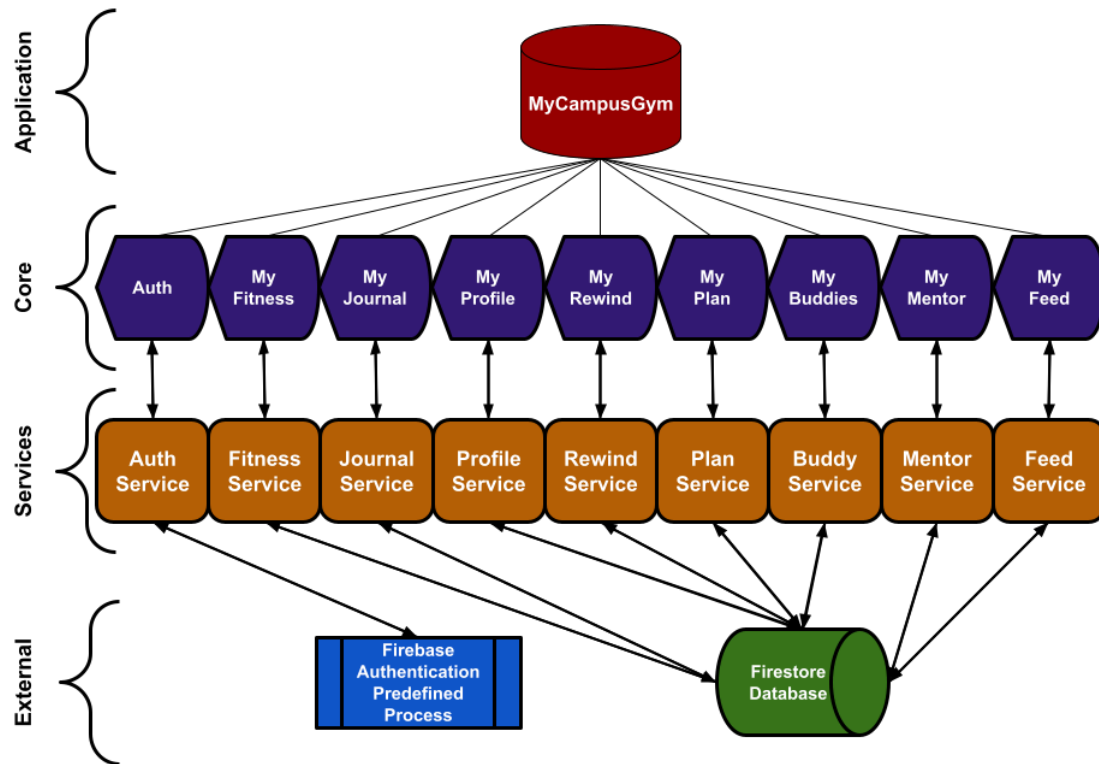 Application
MyCampusGym
Core
Auth
My
Fitness
My
Journal
My
Profile
My
Rewind
My
Plan
My
Buddies
My
Mentor
My
Feed
Services
Auth
Service
Fitness
Service
Journal
Service
Profile
Service
Rewind
Service
Plan
Service
Buddy
Service
Mentor
Service
Feed
Service
External
Firebase
Authentication
Predefined
Process
Firestore
Database